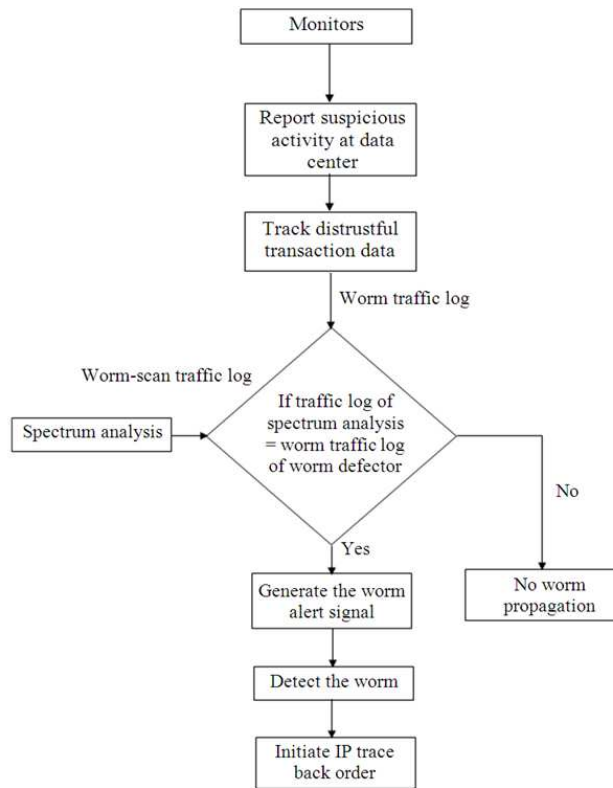 Monitors
Report suspicious
activity at data
center
Track distrustful
transaction data
Worm traffic log
Worm-scan traffic log
If traffic log of
spectrum analysis
= worm traffic log
of worm defector
Spectrum analysis
No
Yes
Generate the worm
alert signal
No worm
propagation
Detect the worm
Initiate IP trace
back order